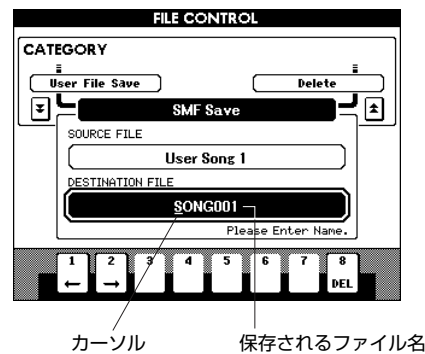 FILE CONTROL
CATEGORY
User File Save
Delete
SMF Save
SOURCE FILE
User Song 1
DESTINATION FILE
SONG001
Please Enter Name.
1 2 3 4 5 6 7 8
← → DEL
カーソル
保存されるファイル名